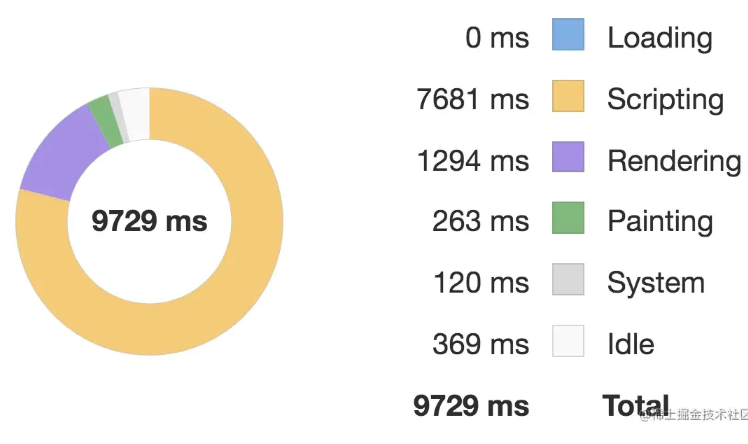 9729 ms
0 ms Loading
7681 ms Scripting
1294 ms Rendering
263 ms Painting
120 ms System
369 ms Idle
9729 ms Total
@稀土掘金技术社区